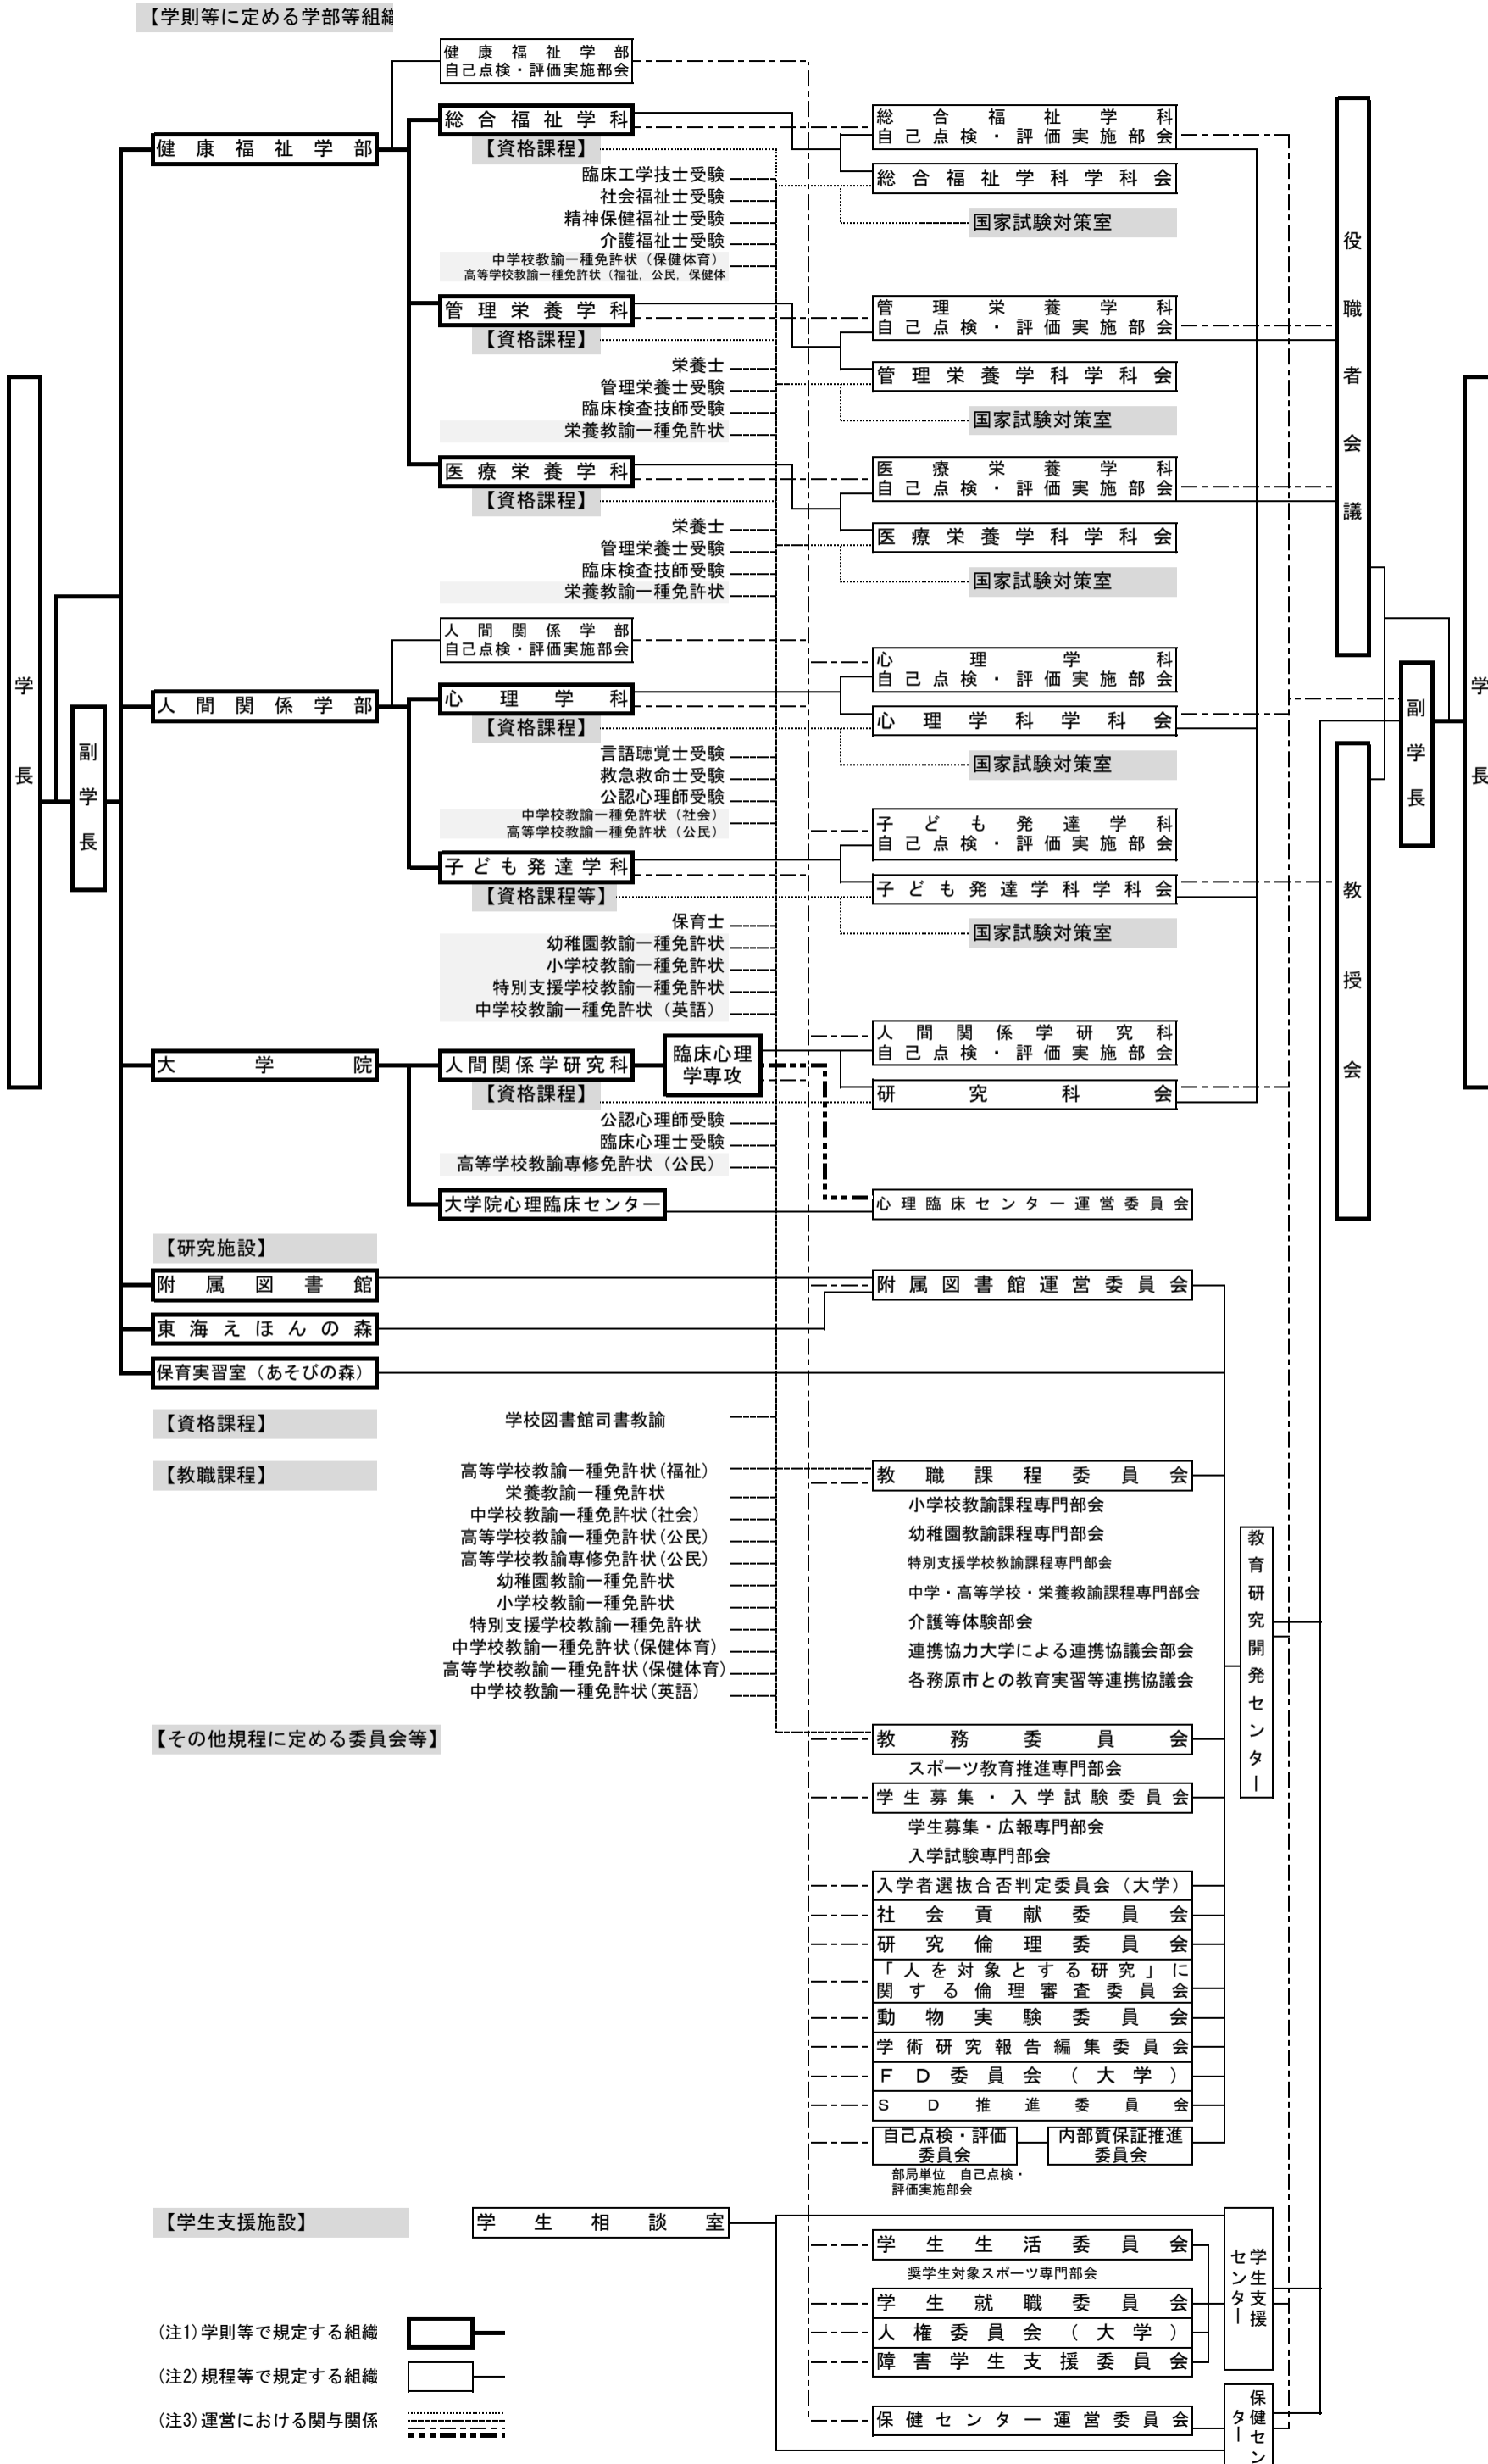 【学則等に定める学部等組織
健康福祉学部
自己点検・評価実施部会
健康福祉学部
総合福祉学科
【資格課程】
臨床工学技士受験
社会福祉士受験
精神保健福祉士受験
介護福祉士受験
中学校教諭一種免許状（保健体育）
高等学校教諭一種免許状（福祉, 公民, 保健体
総合福祉学科
自己点検・評価実施部会
総合福祉学科学科会
国家試験対策室
管理栄養学科
【資格課程】
栄養士
管理栄養士受験
臨床検査技師受験
栄養教諭一種免許状
管理栄養学科
自己点検・評価実施部会
管理栄養学科学科会
国家試験対策室
医療栄養学科
【資格課程】
栄養士
管理栄養士受験
臨床検査技師受験
栄養教諭一種免許状
医療栄養学科
自己点検・評価実施部会
医療栄養学科学科会
国家試験対策室
学長
副学長
人間関係学部
自己点検・評価実施部会
人間関係学部
心理学科
【資格課程】
言語聴覚士受験
救急救命士受験
公認心理師受験
中学校教諭一種免許状（社会）
高等学校教諭一種免許状（公民）
心理学科
自己点検・評価実施部会
心理学科学科会
国家試験対策室
子ども発達学科
【資格課程等】
保育士
幼稚園教諭一種免許状
小学校教諭一種免許状
特別支援学校教諭一種免許状
中学校教諭一種免許状（英語）
子ども発達学科
自己点検・評価実施部会
子ども発達学科学科会
国家試験対策室
大学院
人間関係学研究科
臨床心理
学専攻
【資格課程】
公認心理師受験
臨床心理士受験
高等学校教諭専修免許状（公民）
人間関係学研究科
自己点検・評価実施部会
研究科会
大学院心理臨床センター
心理臨床センター運営委員会
役職者会議
教授会
副学長
学長
【研究施設】
附属図書館
附属図書館運営委員会
東海えほんの森
保育実習室（あそびの森）
【資格課程】
学校図書館司書教諭
【教職課程】
高等学校教諭一種免許状(福祉)
栄養教諭一種免許状
中学校教諭一種免許状(社会)
高等学校教諭一種免許状(公民)
高等学校教諭専修免許状(公民)
幼稚園教諭一種免許状
小学校教諭一種免許状
特別支援学校教諭一種免許状
中学校教諭一種免許状(保健体育)
高等学校教諭一種免許状(保健体育)
中学校教諭一種免許状(英語)
教職課程委員会
小学校教諭課程専門部会
幼稚園教諭課程専門部会
特別支援学校教諭課程専門部会
中学・高等学校・栄養教諭課程専門部会
介護等体験部会
連携協力大学による連携協議会部会
各務原市との教育実習等連携協議会
教育研究開発センター
【その他規程に定める委員会等】
教務委員会
スポーツ教育推進専門部会
学生募集・入学試験委員会
学生募集・広報専門部会
入学試験専門部会
入学者選抜合否判定委員会（大学）
社会貢献委員会
研究倫理委員会
「人を対象とする研究」に
関する倫理審査委員会
動物実験委員会
学術研究報告編集委員会
ＦＤ委員会（大学）
ＳＤ推進委員会
自己点検・評価
委員会
内部質保証推進
委員会
部局単位　自己点検・
評価実施部会
【学生支援施設】
学生相談室
学生生活委員会
奨学生対象スポーツ専門部会
学生就職委員会
人権委員会（大学）
障害学生支援委員会
学生支援
センター
保健センター運営委員会
保健セン
ター
(注1)学則等で規定する組織
(注2)規程等で規定する組織
(注3)運営における関与関係